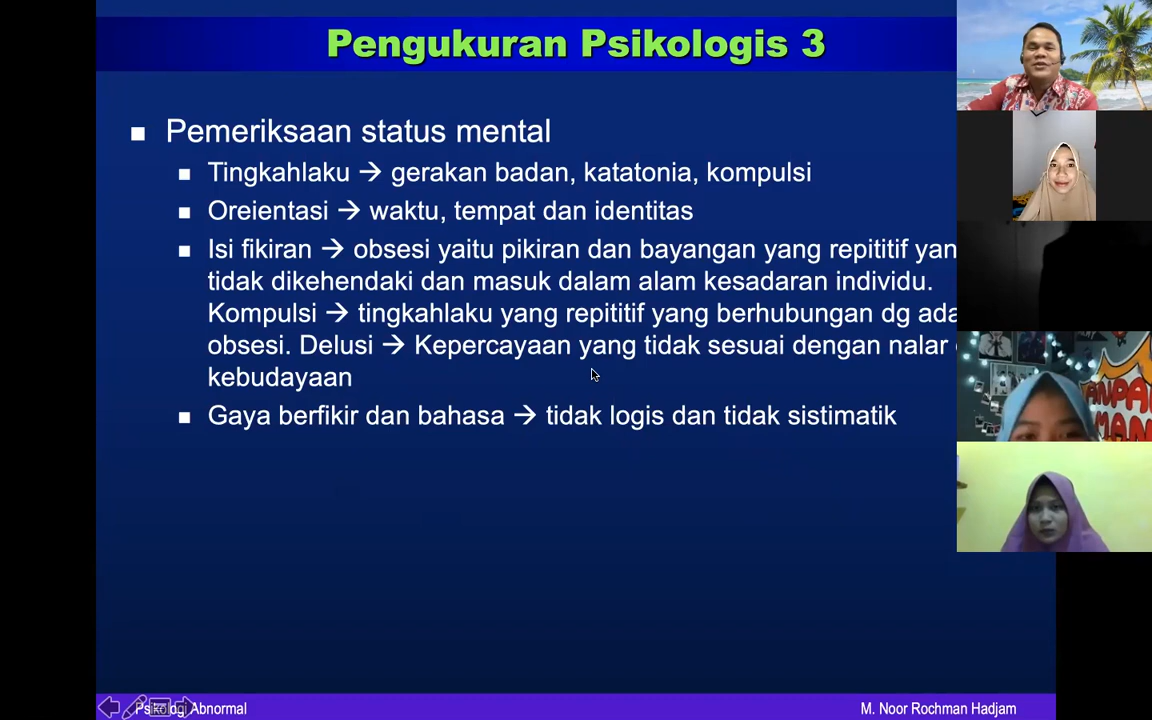 Pengukuran Psikologis 3
Pemeriksaan status mental
Tingkahlaku → gerakan badan, katatonia, kompulsi
Oreientasi → waktu, tempat dan identitas
Isi fikiran → obsesi yaitu pikiran dan bayangan yang repititif yan
tidak dikehendaki dan masuk dalam alam kesadaran individu.
Kompulsi → tingkahlaku yang repititif yang berhubungan dg ada
obsesi. Delusi → Kepercayaan yang tidak sesuai dengan nalar
kebudayaan
Gaya berfikir dan bahasa → tidak logis dan tidak sistimatik
Psikologi Abnormal
M. Noor Rochman Hadjam